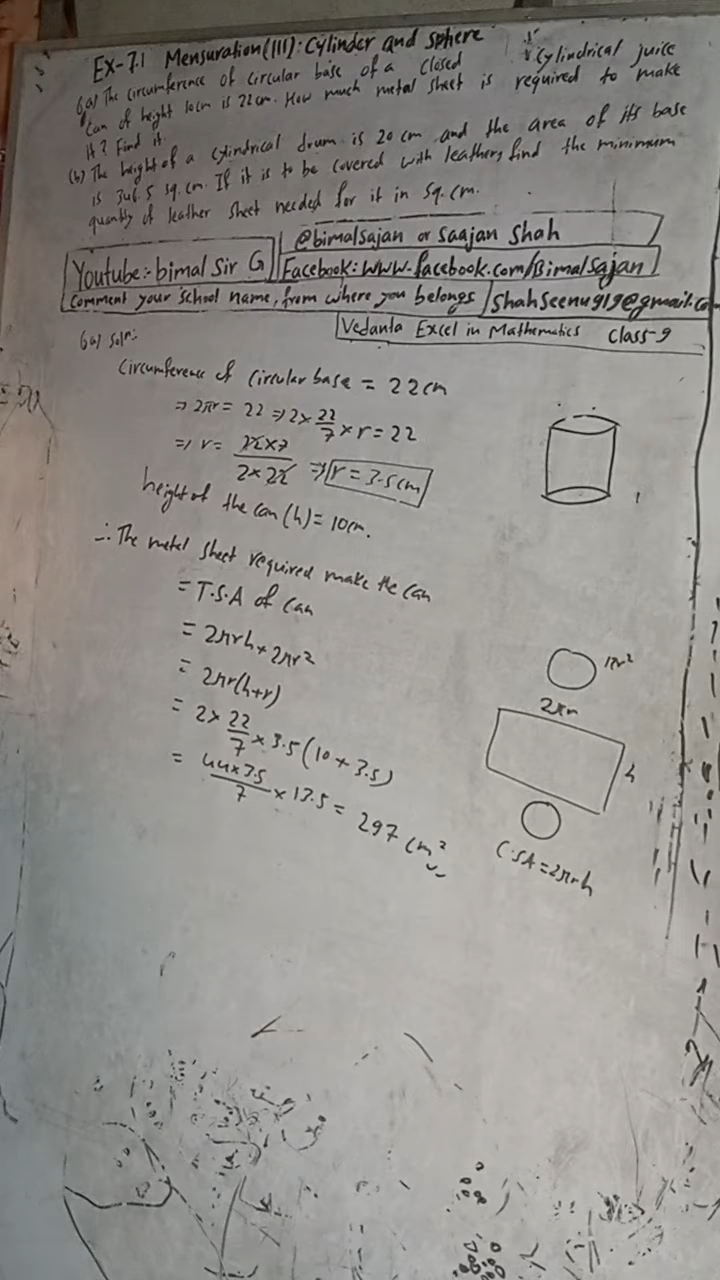 Ex-7.1 Mensuration(III): Cylinder and sphere
6a) The circumference of circular base of a closed cylindrical juice
can of height 10cm is 22cm. How much metal sheet is required to make
it? Find it.
(b) The height of a cylindrical drum is 20 cm and the area of its base
is 346.5 sq.cm. If it is to be covered with leathers, find the minimum
quantity of leather sheet needed for it in sq.cm.
@bimalsajan or Saajan Shah
Youtube:- bimal Sir G
Facebook: www.facebook.com/Bimalsajan
Comment your school name, from where you belongs
shahseenu919@gmail.com
Vedanta Excel in Mathematics Class-9
6a) Soln:
Circumference of circular base = 22cm
⇒ 2πr = 22 ⇒ 2 × 22/7 × r = 22
⇒ r = 22×7/2×22 ⇒ r = 3.5cm
height of the can (h) = 10cm.
∴ The metal sheet required make the can
= T.S.A of can
= 2πrh + 2πr²
= 2πr(h+r)
= 2 × 22/7 × 3.5 (10 + 3.5)
= 44×3.5/7 × 13.5 = 297 cm²
πr²
2πr
h
C.SA = 2πrh